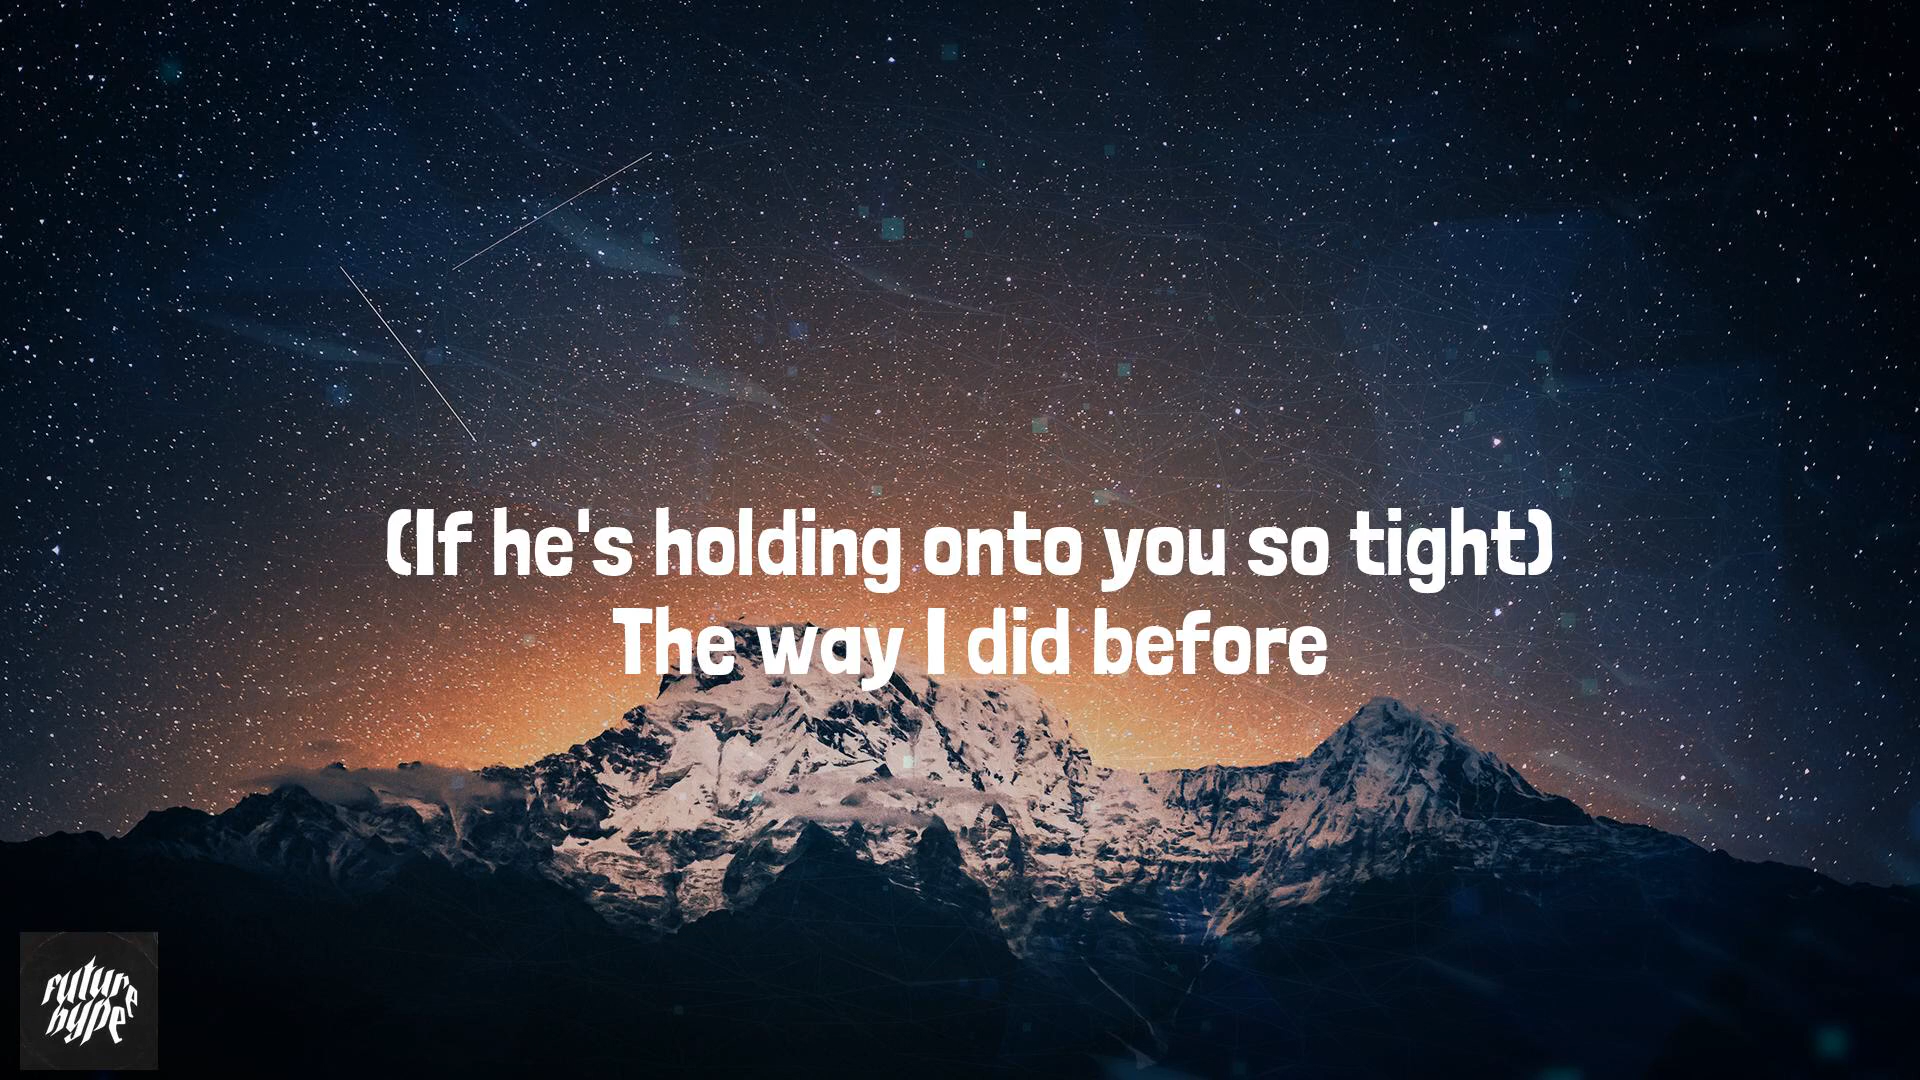 (If he's holding onto you so tight)
The way I did before
future
hype